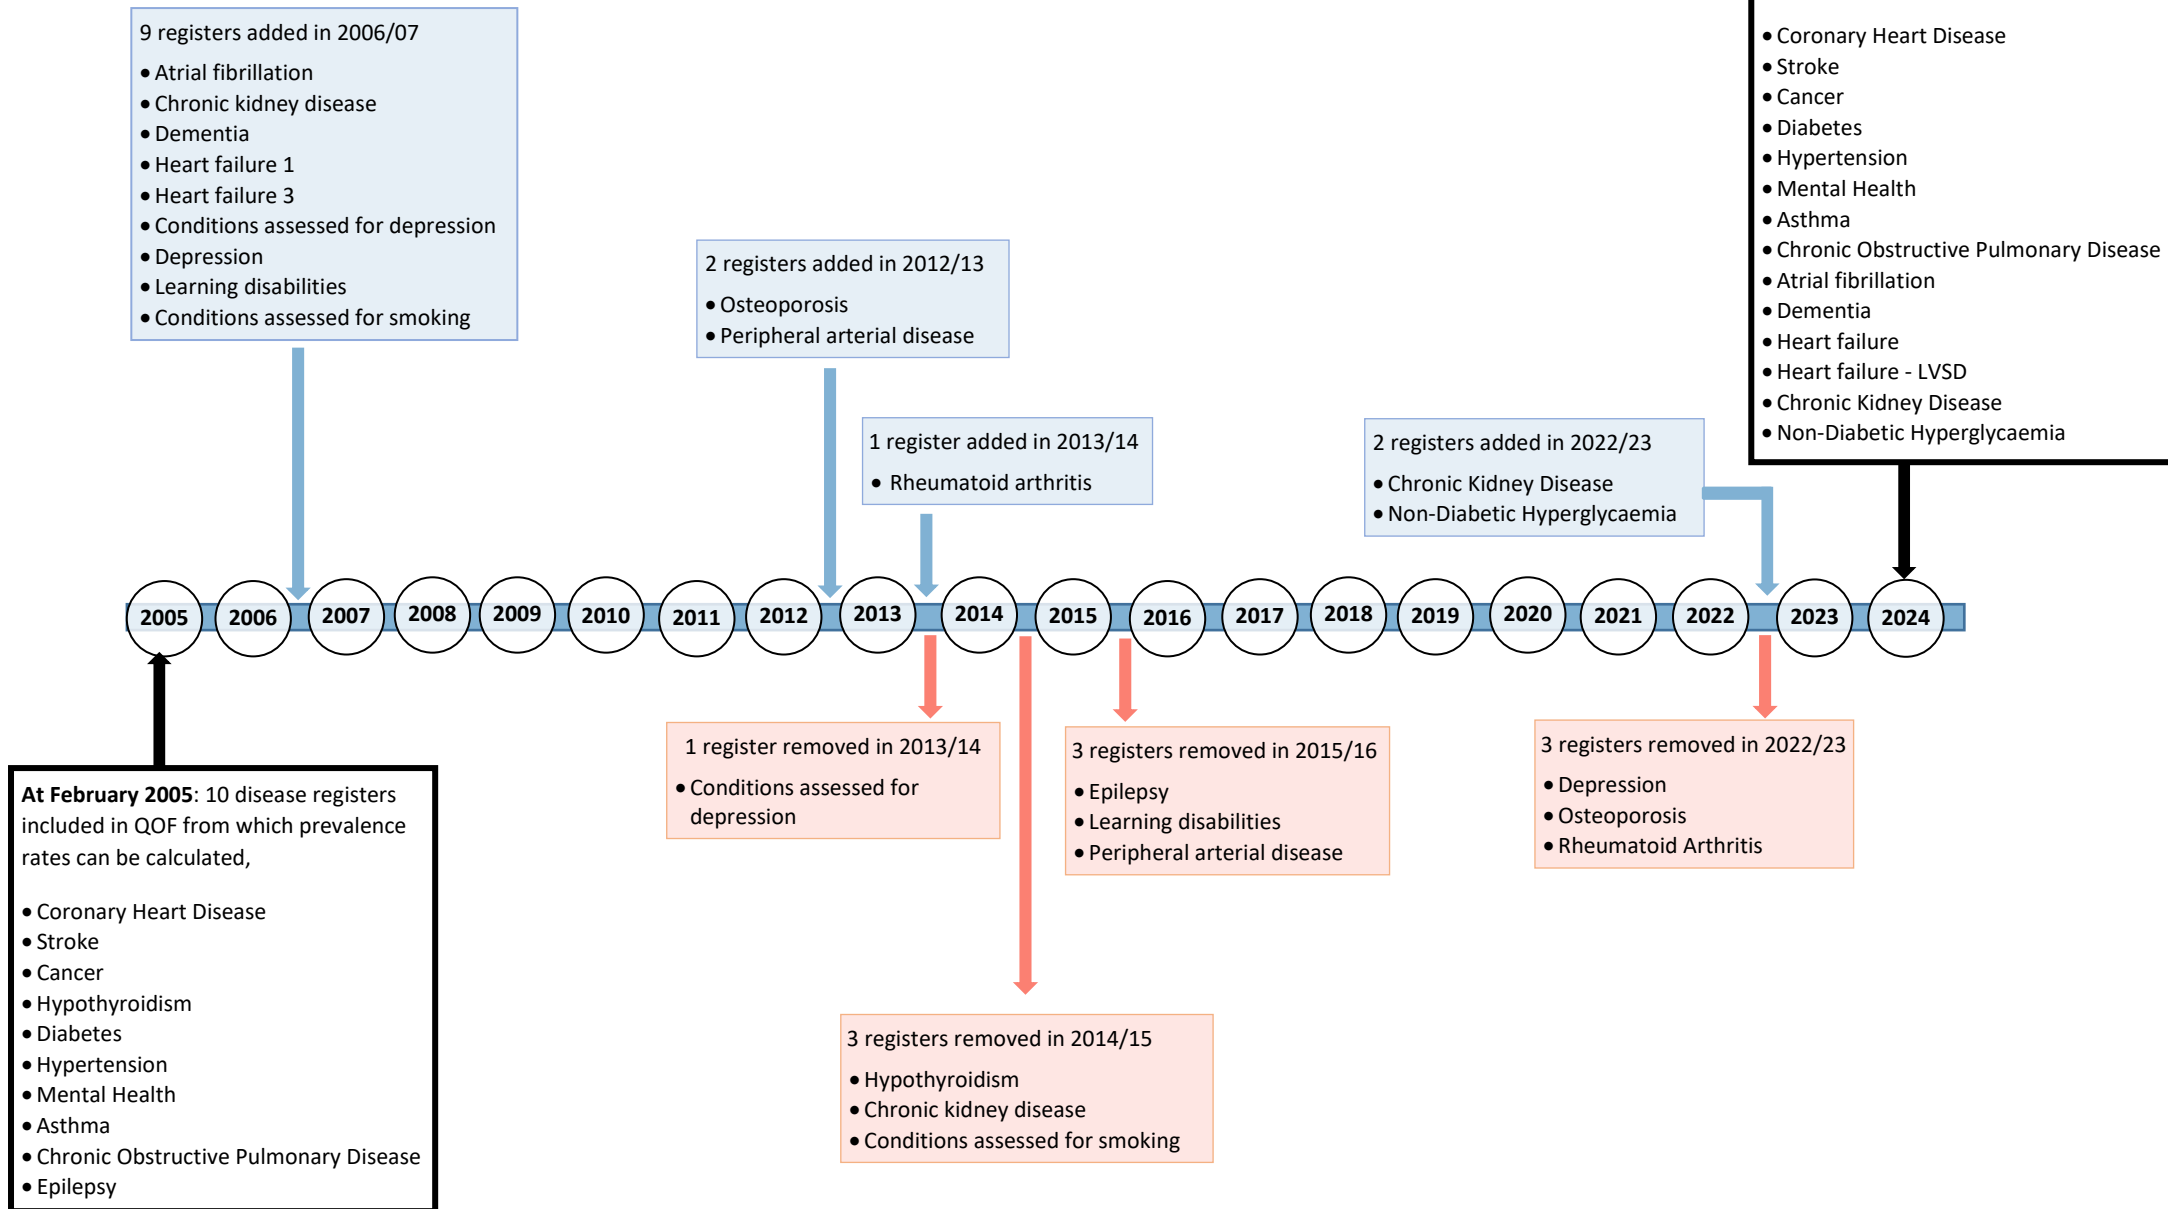 9 registers added in 2006/07
• Atrial fibrillation
• Chronic kidney disease
• Dementia
• Heart failure 1
• Heart failure 3
• Conditions assessed for depression
• Depression
• Learning disabilities
• Conditions assessed for smoking
2 registers added in 2012/13
• Osteoporosis
• Peripheral arterial disease
1 register added in 2013/14
• Rheumatoid arthritis
2 registers added in 2022/23
• Chronic Kidney Disease
• Non-Diabetic Hyperglycaemia
• Coronary Heart Disease
• Stroke
• Cancer
• Diabetes
• Hypertension
• Mental Health
• Asthma
• Chronic Obstructive Pulmonary Disease
• Atrial fibrillation
• Dementia
• Heart failure
• Heart failure - LVSD
• Chronic Kidney Disease
• Non-Diabetic Hyperglycaemia
2005 2006 2007 2008 2009 2010 2011 2012 2013 2014 2015 2016 2017 2018 2019 2020 2021 2022 2023 2024
At February 2005: 10 disease registers
included in QOF from which prevalence
rates can be calculated,
• Coronary Heart Disease
• Stroke
• Cancer
• Hypothyroidism
• Diabetes
• Hypertension
• Mental Health
• Asthma
• Chronic Obstructive Pulmonary Disease
• Epilepsy
1 register removed in 2013/14
• Conditions assessed for
depression
3 registers removed in 2014/15
• Hypothyroidism
• Chronic kidney disease
• Conditions assessed for smoking
3 registers removed in 2015/16
• Epilepsy
• Learning disabilities
• Peripheral arterial disease
3 registers removed in 2022/23
• Depression
• Osteoporosis
• Rheumatoid Arthritis